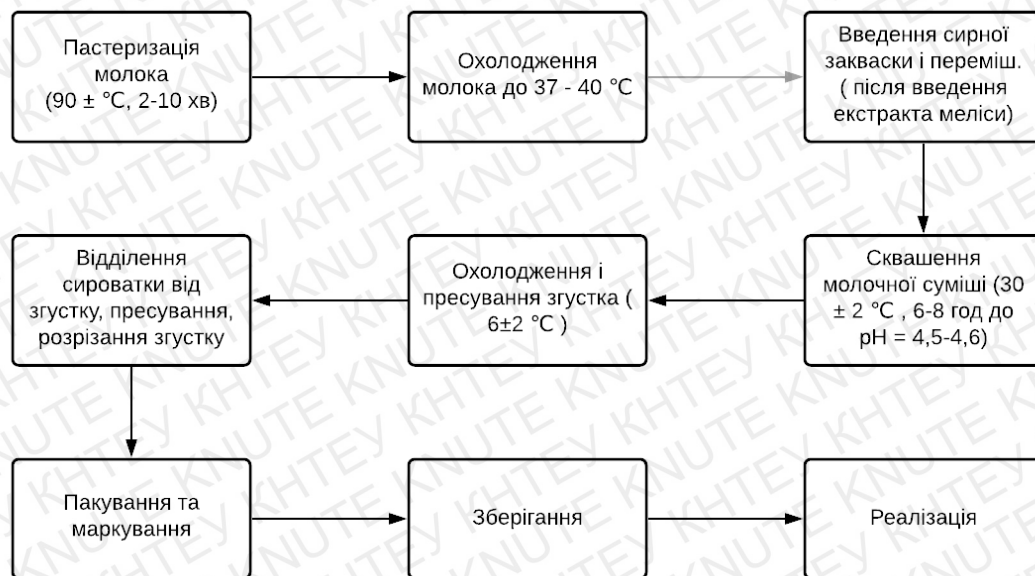 Пастеризація
молока
(90 ± °C, 2-10 хв)
Охолодження
молока до 37 - 40 °C
Введення сирної
закваски і переміш.
( після введення
екстракта меліси)
Сквашення
молочної суміші (30
± 2 °C , 6-8 год до
pH = 4,5-4,6)
Охолодження і
пресування згустка (
6±2 °C )
Відділення
сироватки від
згустку, пресування,
розрізання згустку
Пакування та
маркування
Зберігання
Реалізація
КНТЕУ KNUTE